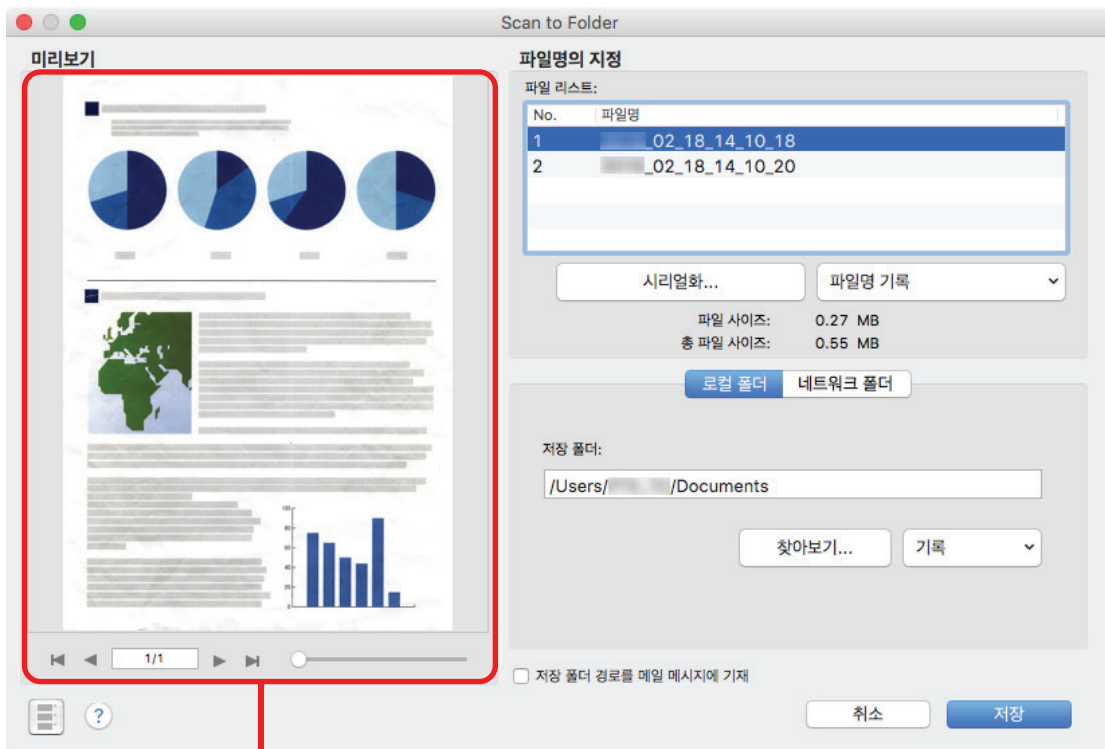 Scan to Folder
미리보기
1/1
파일명의 지정
파일 리스트:
No. 파일명
1 _02_18_14_10_18
2 _02_18_14_10_20
시리얼화... 파일명 기록
파일 사이즈: 0.27 MB
총 파일 사이즈: 0.55 MB
로컬 폴더 네트워크 폴더
저장 폴더:
/Users/ /Documents
찾아보기... 기록
저장 폴더 경로를 메일 메시지에 기재
?
취소 저장